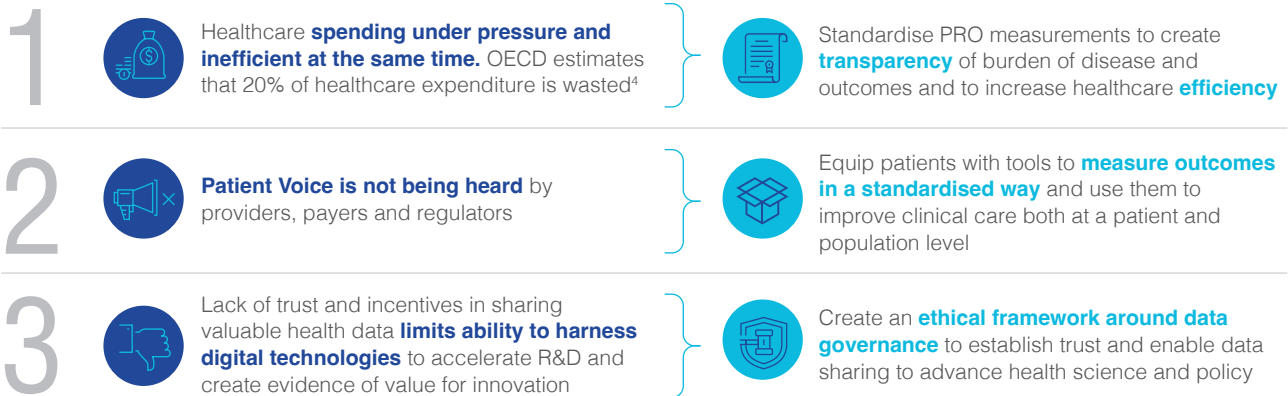 1
Healthcare spending under pressure and
inefficient at the same time. OECD estimates
that 20% of healthcare expenditure is wasted⁴
Standardise PRO measurements to create
transparency of burden of disease and
outcomes and to increase healthcare efficiency
2
Patient Voice is not being heard by
providers, payers and regulators
Equip patients with tools to measure outcomes
in a standardised way and use them to
improve clinical care both at a patient and
population level
3
Lack of trust and incentives in sharing
valuable health data limits ability to harness
digital technologies to accelerate R&D and
create evidence of value for innovation
Create an ethical framework around data
governance to establish trust and enable data
sharing to advance health science and policy